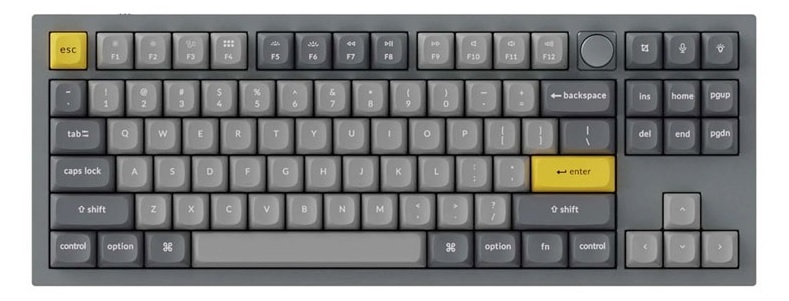 esc F1 F2 F3 F4 F5 F6 F7 F8 F9 F10 F11 F12
~ ! @ # $ % ^ & * ( ) _ + backspace ins home pgup
` 1 2 3 4 5 6 7 8 9 0 - =
tab Q W E R T Y U I O P { } | del end pgdn
[ ] \
caps lock A S D F G H J K L : " enter
; '
shift Z X C V B N M < > ? shift
, . /
control option ⌘ ⌘ option fn control